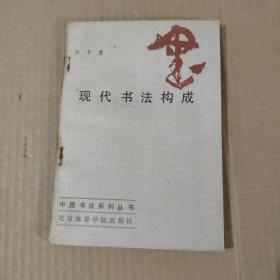 古干著
墨
现代书法构成
中国书法系列丛书
北京体育学院出版社